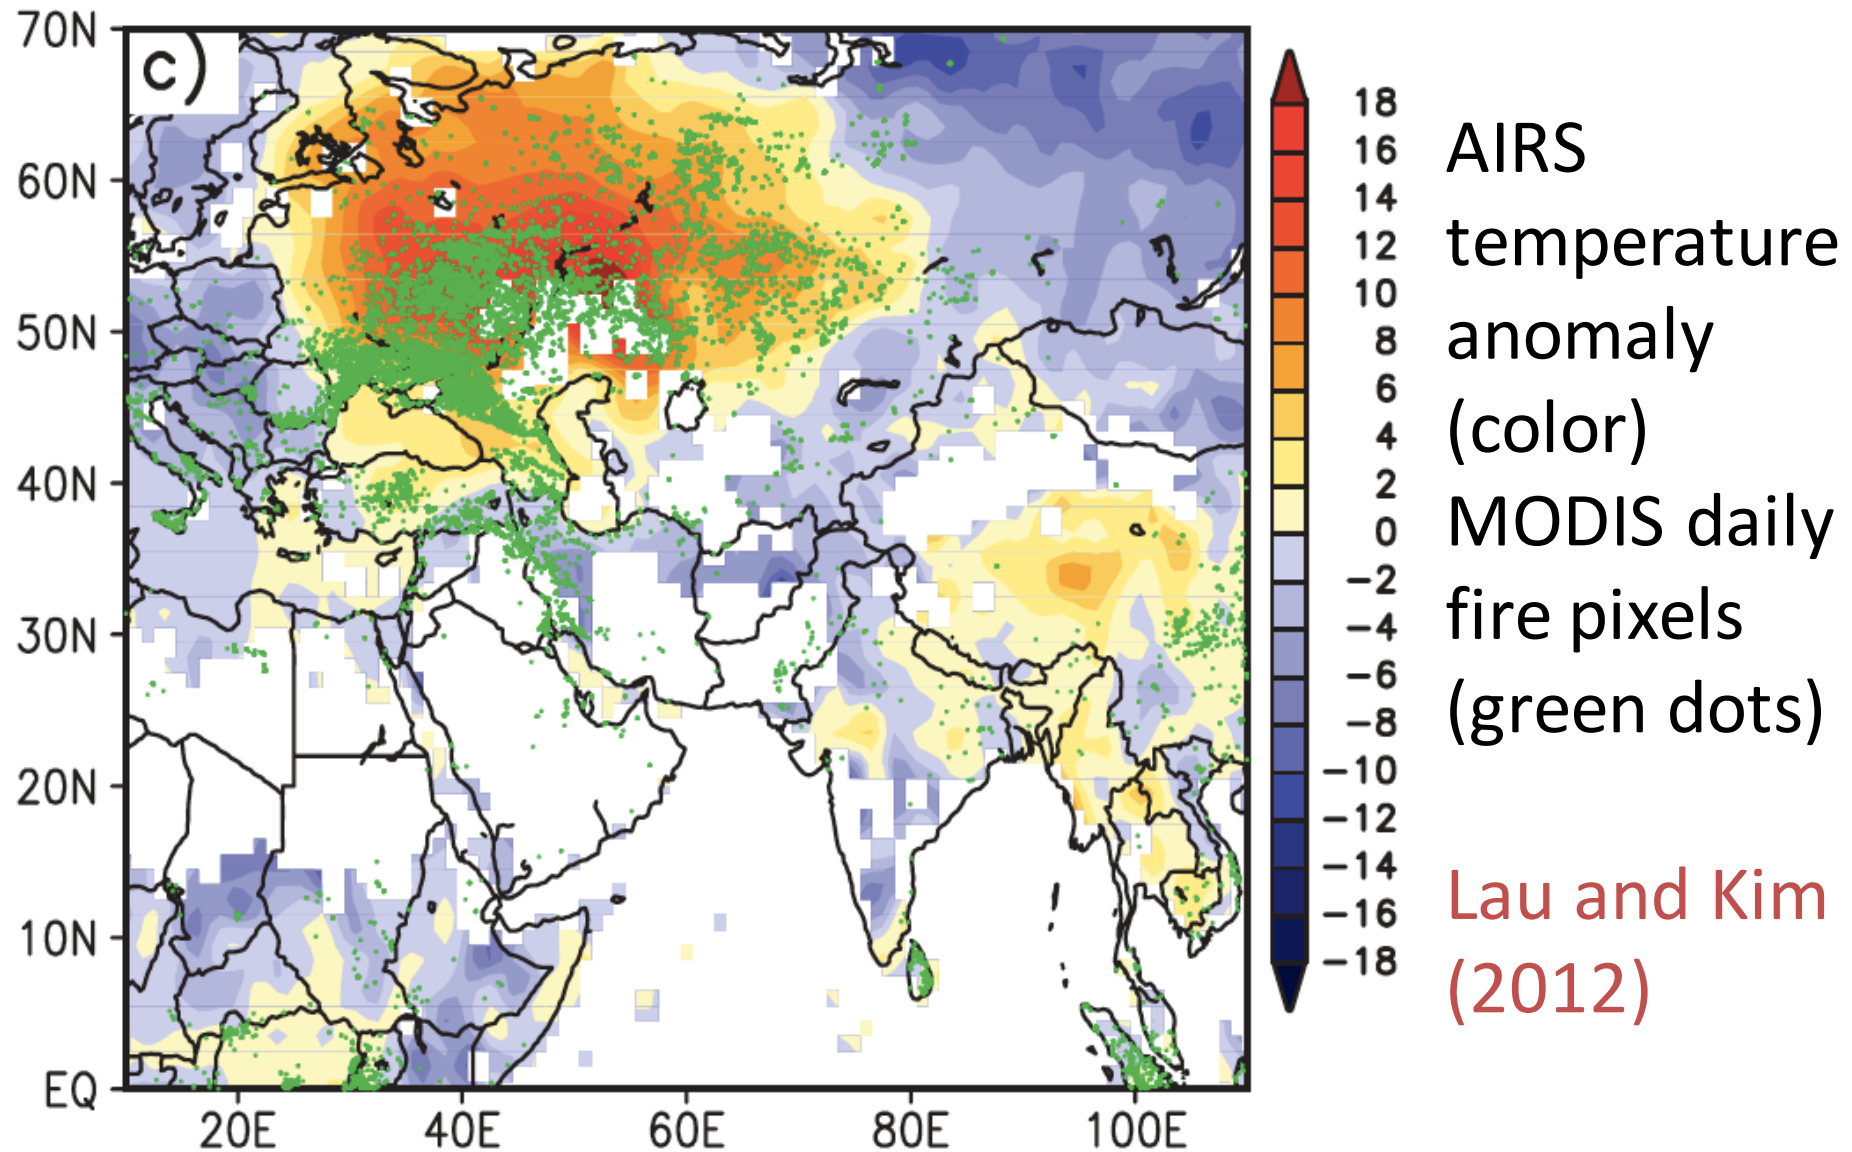 c)
70N
60N
50N
40N
30N
20N
10N
EQ
20E
40E
60E
80E
100E
18
16
14
12
10
8
6
4
2
0
−2
−4
−6
−8
−10
−12
−14
−16
−18
AIRS
temperature
anomaly
(color)
MODIS daily
fire pixels
(green dots)
Lau and Kim
(2012)